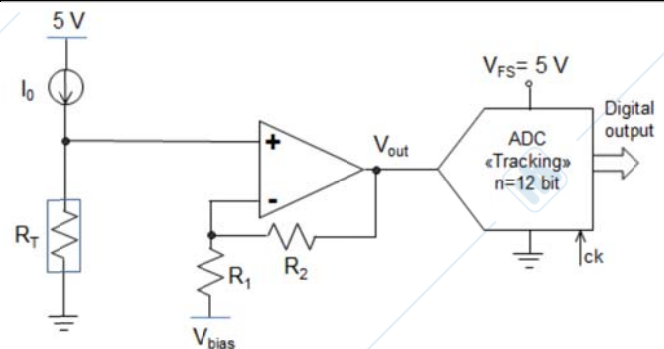 5 V
I0
RT
+
-
R1
R2
Vbias
Vout
VFS= 5 V
ADC
«Tracking»
n=12 bit
Digital
output
ck